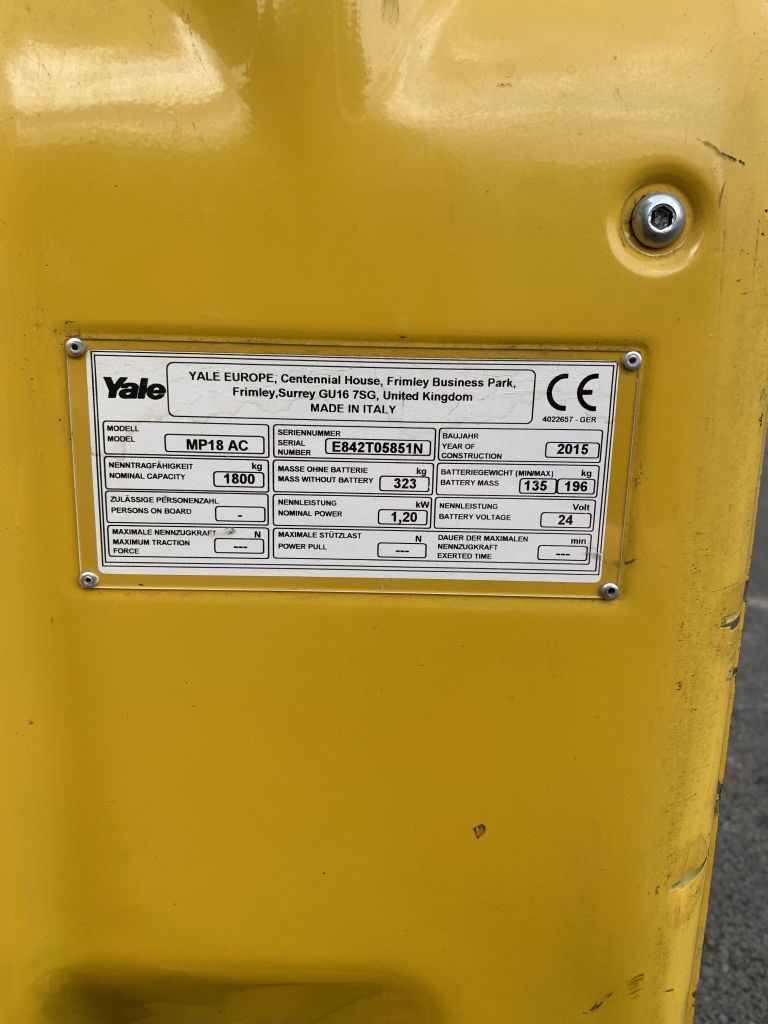 Yale
YALE EUROPE, Centennial House, Frimley Business Park,
Frimley,Surrey GU16 7SG, United Kingdom
MADE IN ITALY
CE
4022657 - GER
MODELL
MODEL
MP18 AC
SERIENNUMMER
SERIAL
NUMBER
E842T05851N
BAUJAHR
YEAR OF
CONSTRUCTION
2015
NENNTRAGFÄHIGKEIT kg
NOMINAL CAPACITY 1800
MASSE OHNE BATTERIE kg
MASS WITHOUT BATTERY 323
BATTERIEGEWICHT (MIN/MAX) kg
BATTERY MASS 135 196
ZULÄSSIGE PERSONENZAHL
PERSONS ON BOARD -
NENNLEISTUNG kW
NOMINAL POWER 1,20
NENNLEISTUNG Volt
BATTERY VOLTAGE 24
MAXIMALE NENNZUGKRAFT N
MAXIMUM TRACTION
FORCE ---
MAXIMALE STÜTZLAST N
POWER PULL ---
DAUER DER MAXIMALEN min
NENNZUGKRAFT
EXERTED TIME ---